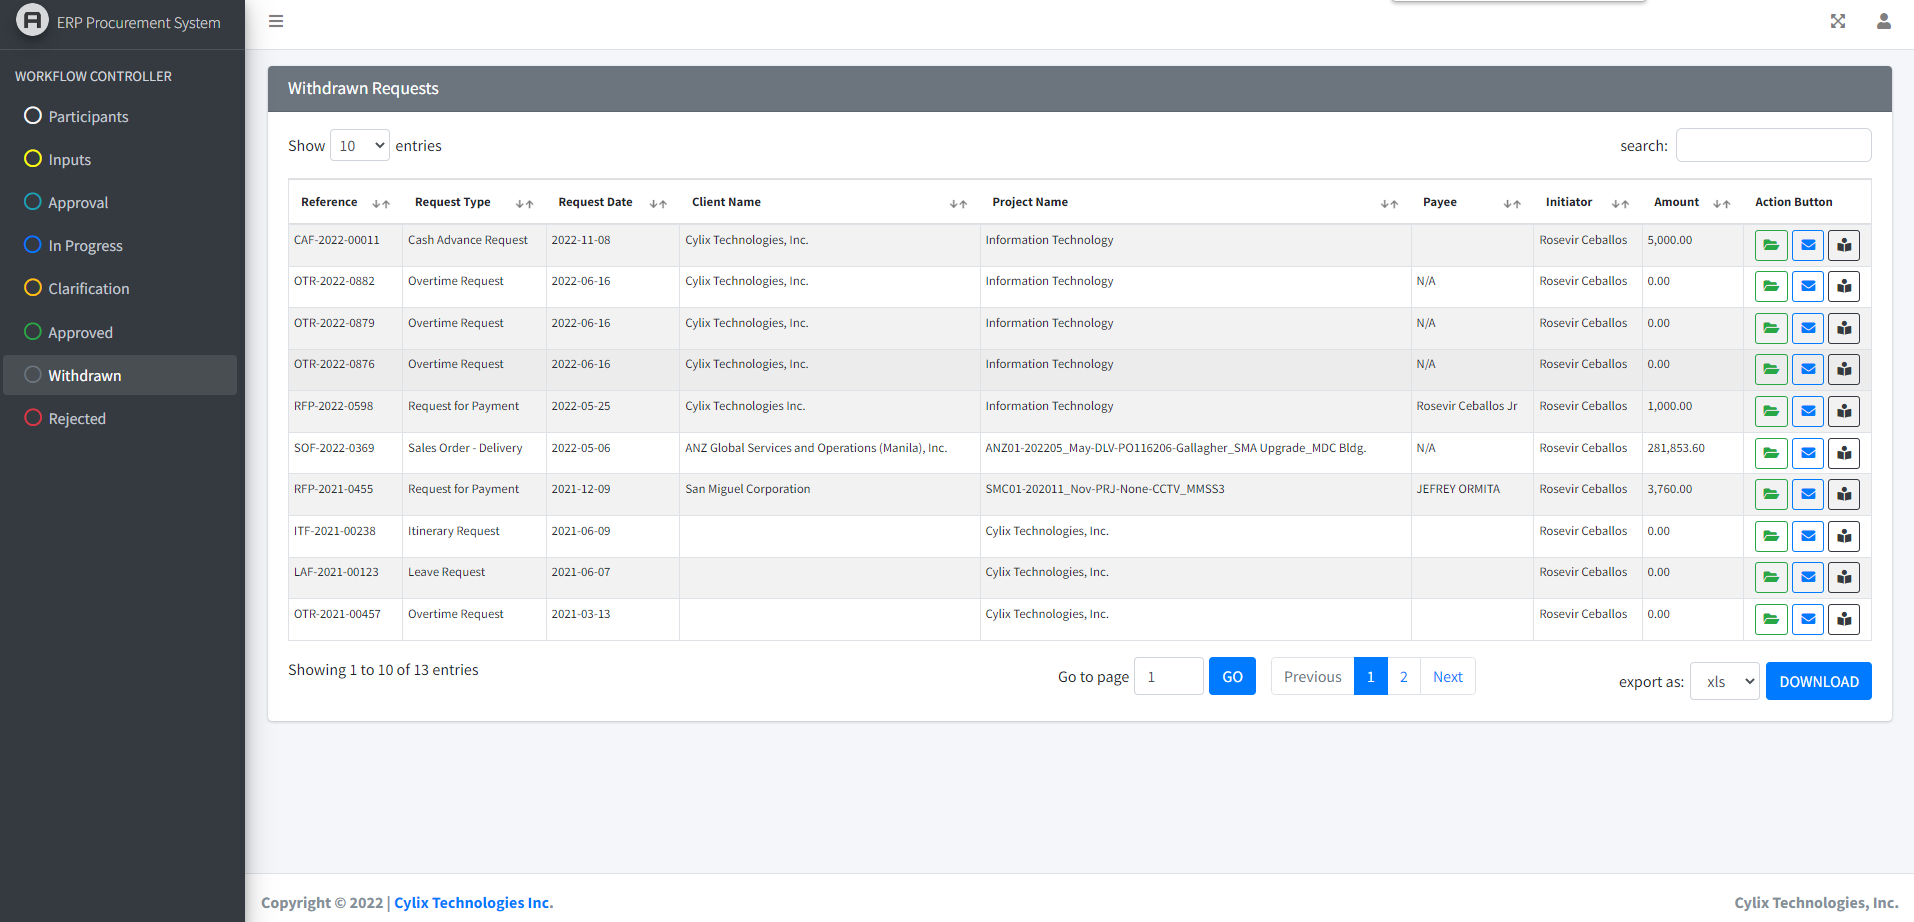 ERP Procurement System
WORKFLOW CONTROLLER
Participants
Inputs
Approval
In Progress
Clarification
Approved
Withdrawn
Rejected
Withdrawn Requests
Show 10 entries
search:
Reference Request Type Request Date Client Name Project Name Payee Initiator Amount Action Button
CAF-2022-00011 Cash Advance Request 2022-11-08 Cylix Technologies, Inc. Information Technology Rosevir Ceballos 5,000.00
OTR-2022-0882 Overtime Request 2022-06-16 Cylix Technologies, Inc. Information Technology N/A Rosevir Ceballos 0.00
OTR-2022-0879 Overtime Request 2022-06-16 Cylix Technologies, Inc. Information Technology N/A Rosevir Ceballos 0.00
OTR-2022-0876 Overtime Request 2022-06-16 Cylix Technologies, Inc. Information Technology N/A Rosevir Ceballos 0.00
RFP-2022-0598 Request for Payment 2022-05-25 Cylix Technologies Inc. Information Technology Rosevir Ceballos Jr Rosevir Ceballos 1,000.00
SOF-2022-0369 Sales Order - Delivery 2022-05-06 ANZ Global Services and Operations (Manila), Inc. ANZ01-202205_May-DLV-PO116206-Gallagher_SMA Upgrade_MDC Bldg. N/A Rosevir Ceballos 281,853.60
RFP-2021-0455 Request for Payment 2021-12-09 San Miguel Corporation SMC01-202011_Nov-PRJ-None-CCTV_MMSS3 JEFREY ORMITA Rosevir Ceballos 3,760.00
ITF-2021-00238 Itinerary Request 2021-06-09 Cylix Technologies, Inc. Rosevir Ceballos 0.00
LAF-2021-00123 Leave Request 2021-06-07 Cylix Technologies, Inc. Rosevir Ceballos 0.00
OTR-2021-00457 Overtime Request 2021-03-13 Cylix Technologies, Inc. Rosevir Ceballos 0.00
Showing 1 to 10 of 13 entries
Go to page 1 GO Previous 1 2 Next
export as: xls DOWNLOAD
Copyright © 2022 | Cylix Technologies Inc.
Cylix Technologies, Inc.